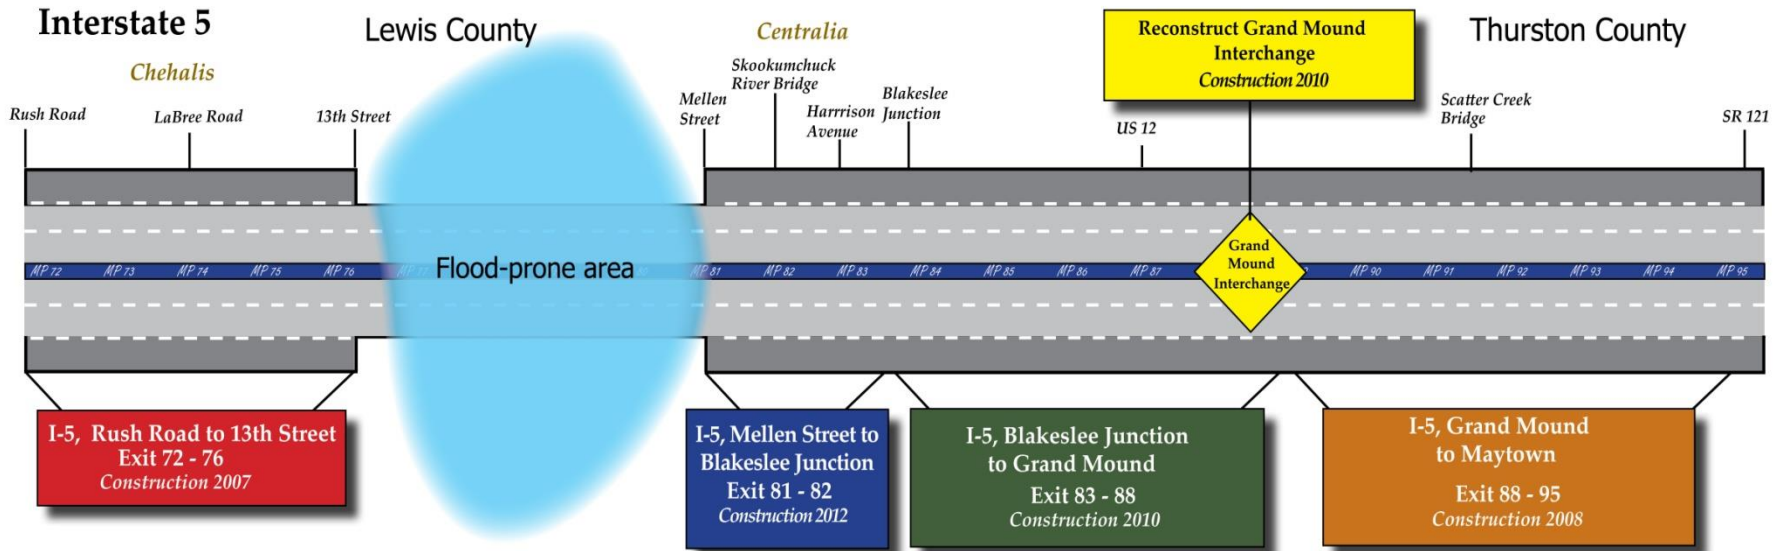 Interstate 5
Lewis County
Thurston County
Chehalis
Centralia
Rush Road
LaBree Road
13th Street
Mellen
Street
Skookumchuck
River Bridge
Harrrison
Avenue
Blakeslee
Junction
US 12
Reconstruct Grand Mound
Interchange
Construction 2010
Scatter Creek
Bridge
SR 121
MP 72
MP 73
MP 74
MP 75
MP 76
MP 77
Flood-prone area
MP 81
MP 82
MP 83
MP 84
MP 85
MP 86
MP 87
Grand
Mound
Interchange
MP 90
MP 91
MP 92
MP 93
MP 94
MP 95
I-5, Rush Road to 13th Street
Exit 72 - 76
Construction 2007
I-5, Mellen Street to
Blakeslee Junction
Exit 81 - 82
Construction 2012
I-5, Blakeslee Junction
to Grand Mound
Exit 83 - 88
Construction 2010
I-5, Grand Mound
to Maytown
Exit 88 - 95
Construction 2008